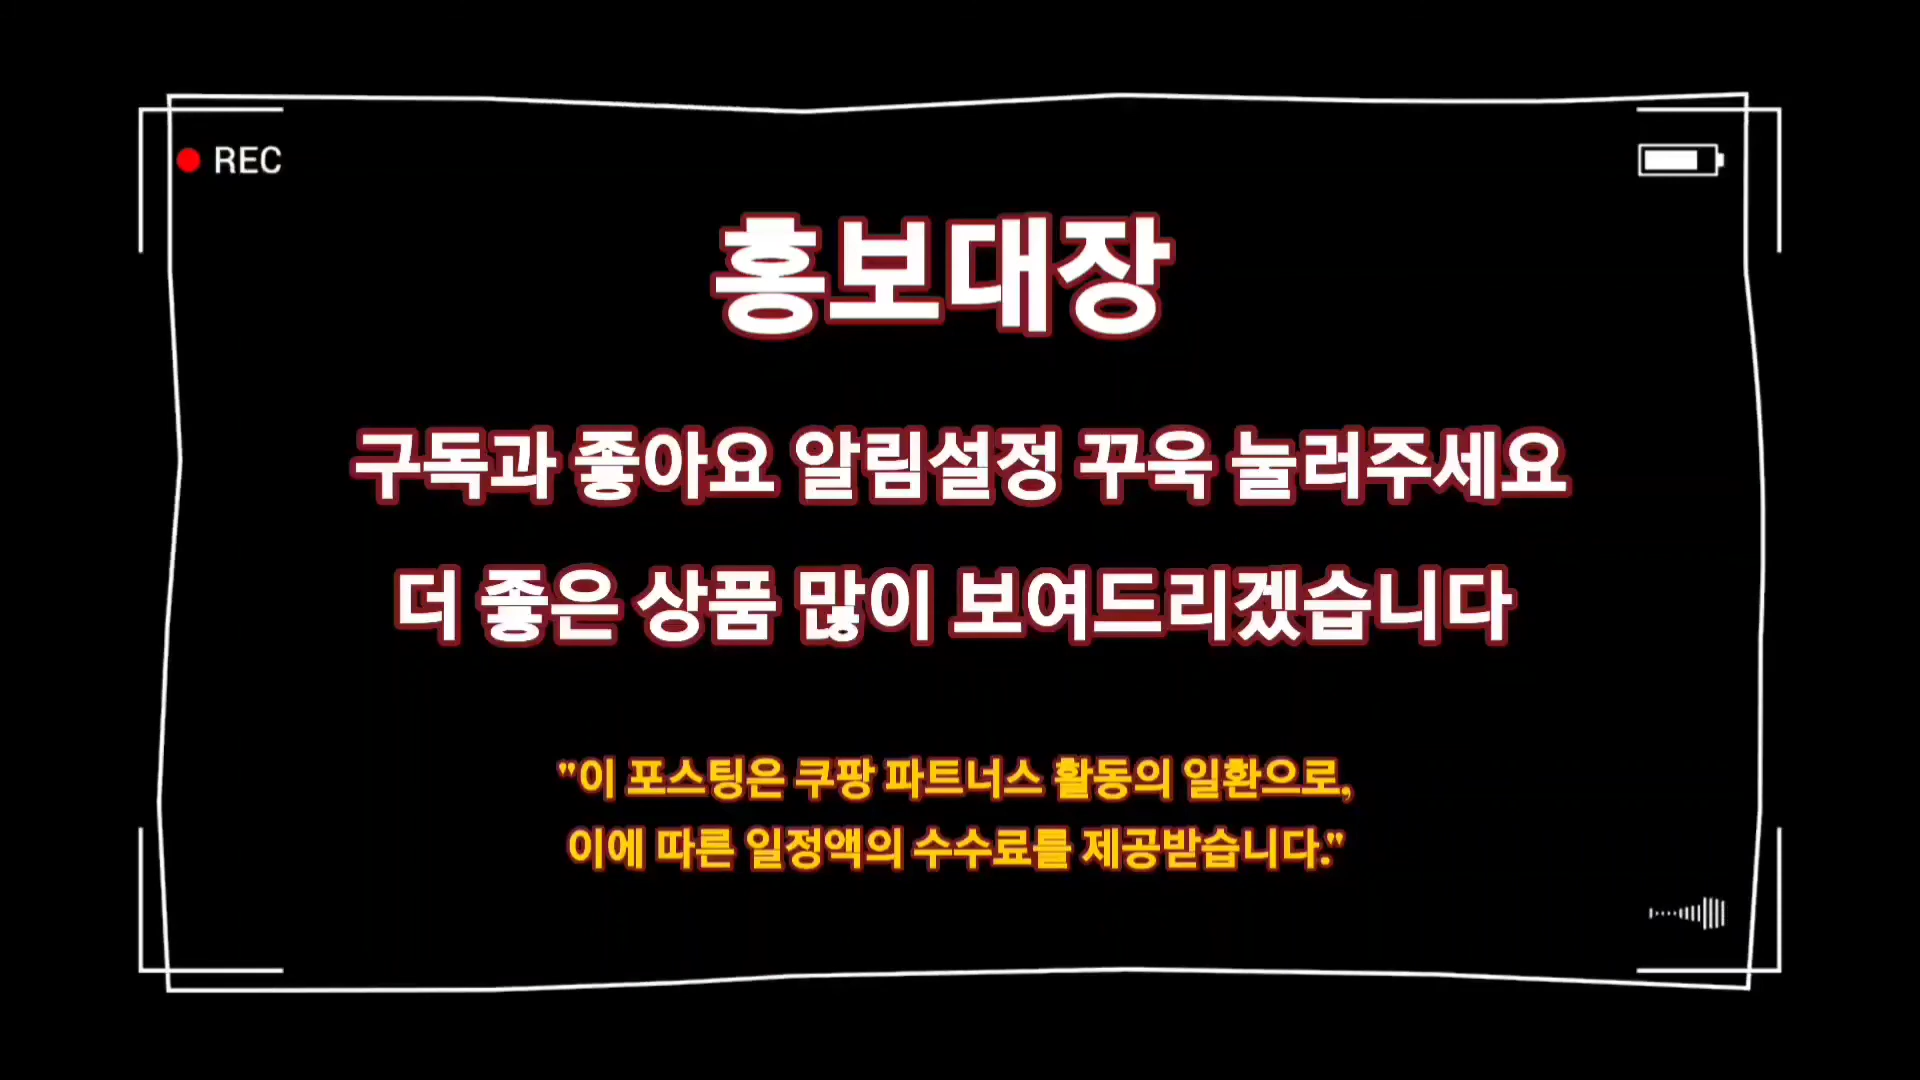 REC
홍보대장
구독과 좋아요 알림설정 꾸욱 눌러주세요
더 좋은 상품 많이 보여드리겠습니다
"이 포스팅은 쿠팡 파트너스 활동의 일환으로,
이에 따른 일정액의 수수료를 제공받습니다."